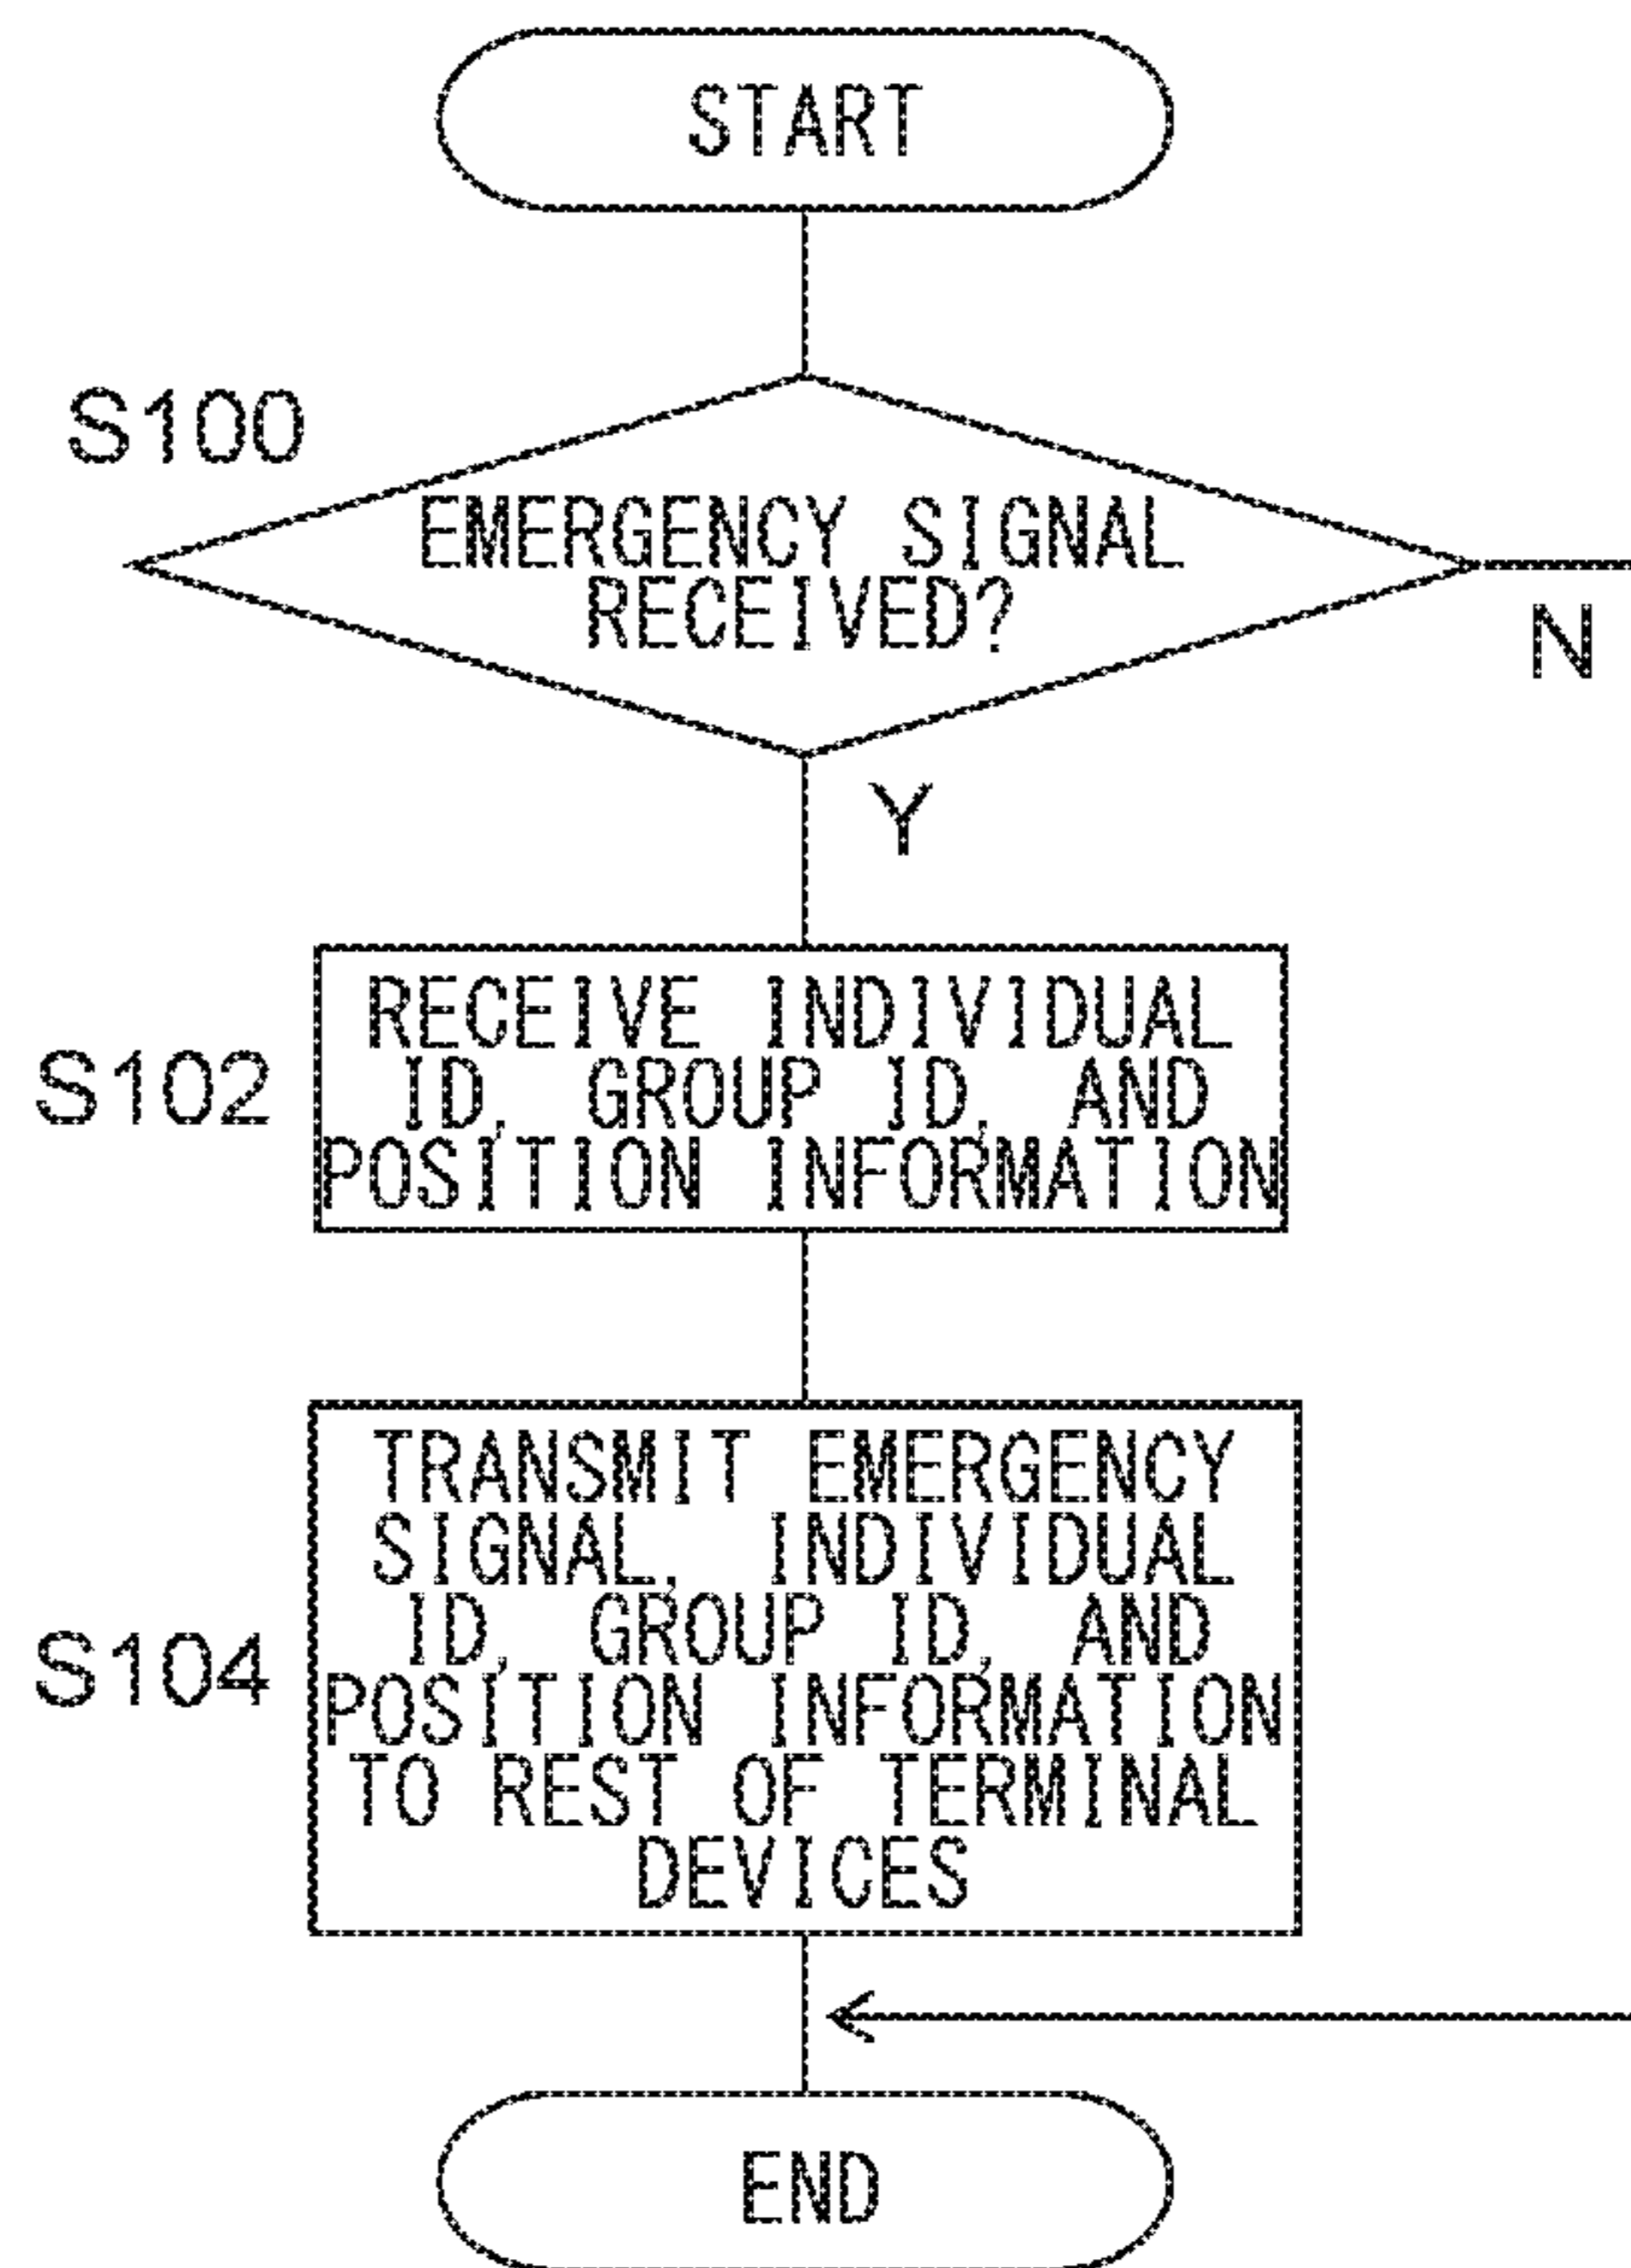 START
S100
EMERGENCY SIGNAL
RECEIVED?
N
Y
S102
RECEIVE INDIVIDUAL
ID, GROUP ID, AND
POSITION INFORMATION
S104
TRANSMIT EMERGENCY
SIGNAL, INDIVIDUAL
ID, GROUP ID, AND
POSITION INFORMATION
TO REST OF TERMINAL
DEVICES
END